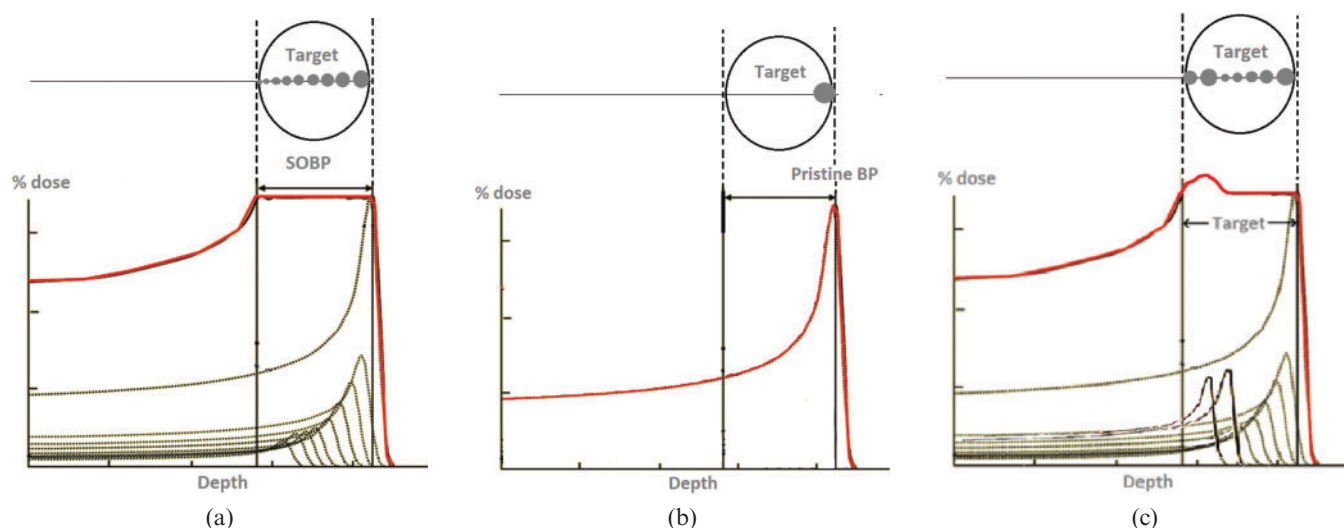 Target
SOBP
% dose
Depth
(a)
Target
Pristine BP
% dose
Depth
(b)
Target
% dose
Target
Depth
(c)